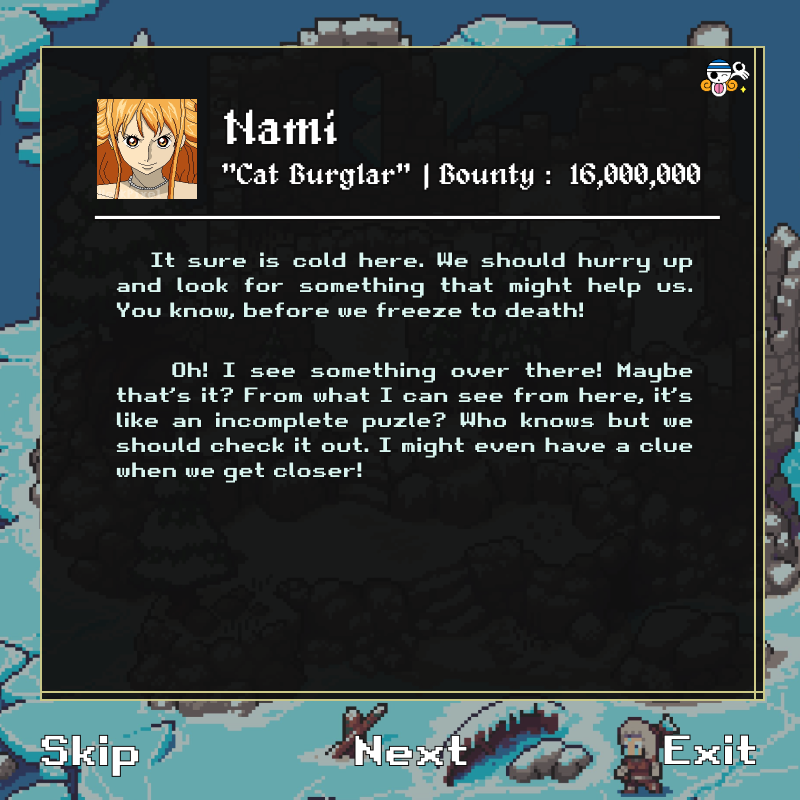 Nami
"Cat Burglar" | Bounty : 16,000,000
It sure is cold here. We should hurry up
and look for something that might help us.
You know, before we freeze to death!
Oh! I see something over there! Maybe
that's it? From what I can see from here, it's
like an incomplete puzle? Who knows but we
should check it out. I might even have a clue
when we get closer!
Skip
Next
Exit